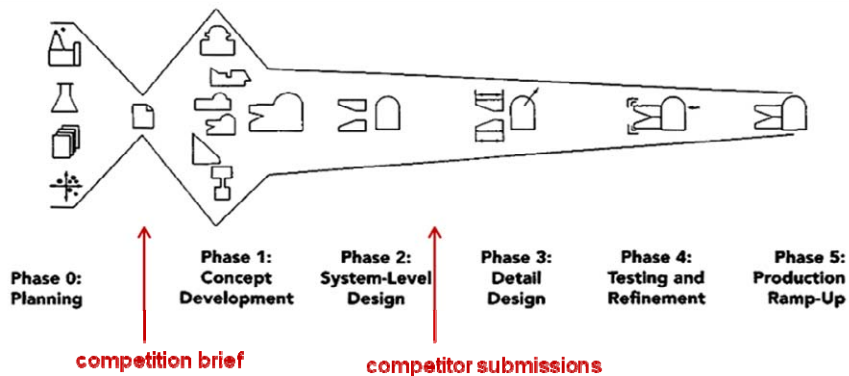 Phase 0:
Planning
Phase 1:
Concept
Development
Phase 2:
System-Level
Design
Phase 3:
Detail
Design
Phase 4:
Testing and
Refinement
Phase 5:
Production
Ramp-Up
competition brief
competitor submissions